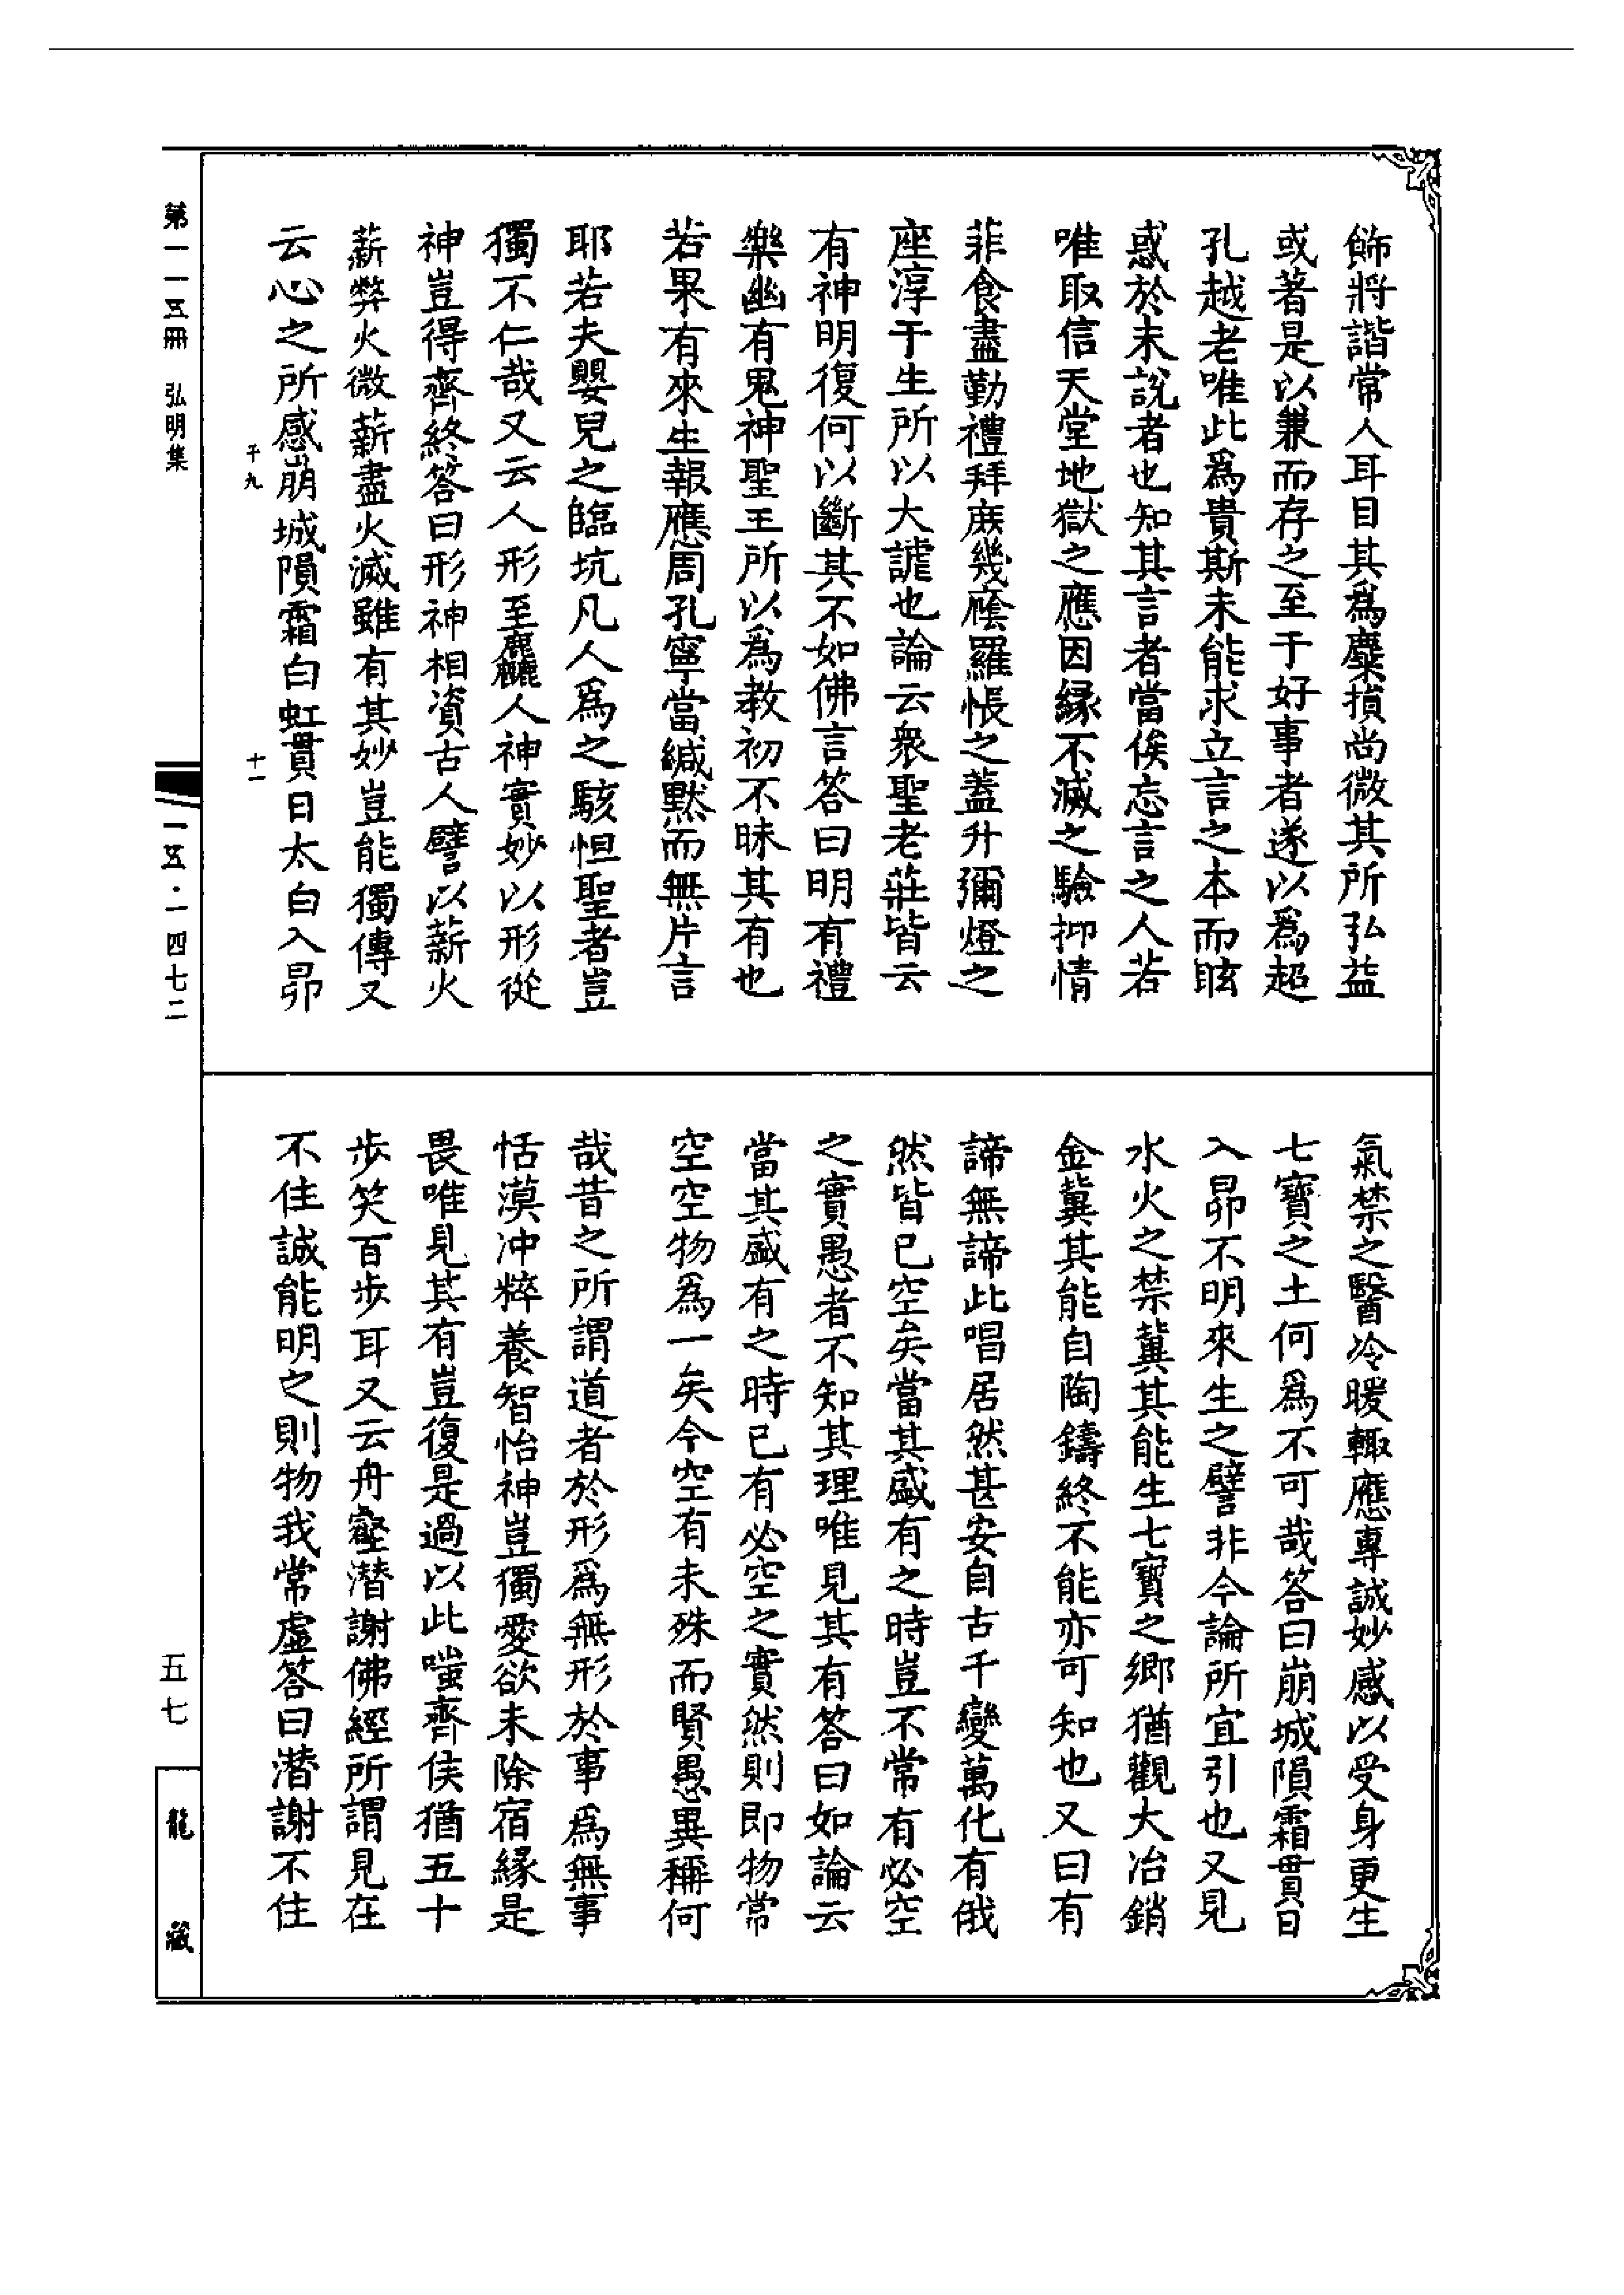 飾將諧常人耳目其爲麋損尚微其所弘益
或著是以兼而存之至于好事者遂以爲超
孔越老唯此爲貴斯未能求立言之本而眩
惑於末說者也知其言者當俟忘言之人若
唯取信天堂地獄之應因緣不滅之驗抑情
菲食盡勤禮拜庶幾廕羅帳之蓋升彌燈之
座淳于生所以大謔也論云衆聖老莊皆云
有神明復何以斷其不如佛言答曰明有禮
樂幽有鬼神聖王所以爲教初不昧其有也
若果有來生報應周孔寧當緘默而無片言
耶若夫嬰兒之臨坑凡人爲之駭怛聖者豈
獨不仁哉又云人形至麤人神實妙以形從
神豈得齊終答曰形神相資古人譬以薪火
薪弊火微薪盡火滅雖有其妙豈能獨傳又
云心之所感崩城隕霜白虹貫日太白入昴
氣禁之醫冷暖輒應專誠妙感以受身更生
七寶之土何爲不可哉答曰崩城隕霜貫日
入昴不明來生之譬非今論所宜引也又見
水火之禁冀其能生七寶之鄉猶觀大冶銷
金冀其能自陶鑄終不能亦可知也又曰有
諦無諦此唱居然甚安自古千變萬化有俄
然皆已空矣當其盛有之時豈不常有必空
之實愚者不知其理唯見其有答曰如論云
當其盛有之時已有必空之實然則即物常
空空物爲一矣今空有未殊而賢愚異稱何
哉昔之所謂道者於形爲無形於事爲無事
恬漠冲粹養智怡神豈獨愛欲未除宿緣是
畏唯見其有豈復是過以此嗤齊侯猶五十
步笑百步耳又云舟壑潛謝佛經所謂見在
不住誠能明之則物我常虛答曰潛謝不住
千九
十一
第一一五冊 弘明集
一一五·一四七二
五七
龍藏